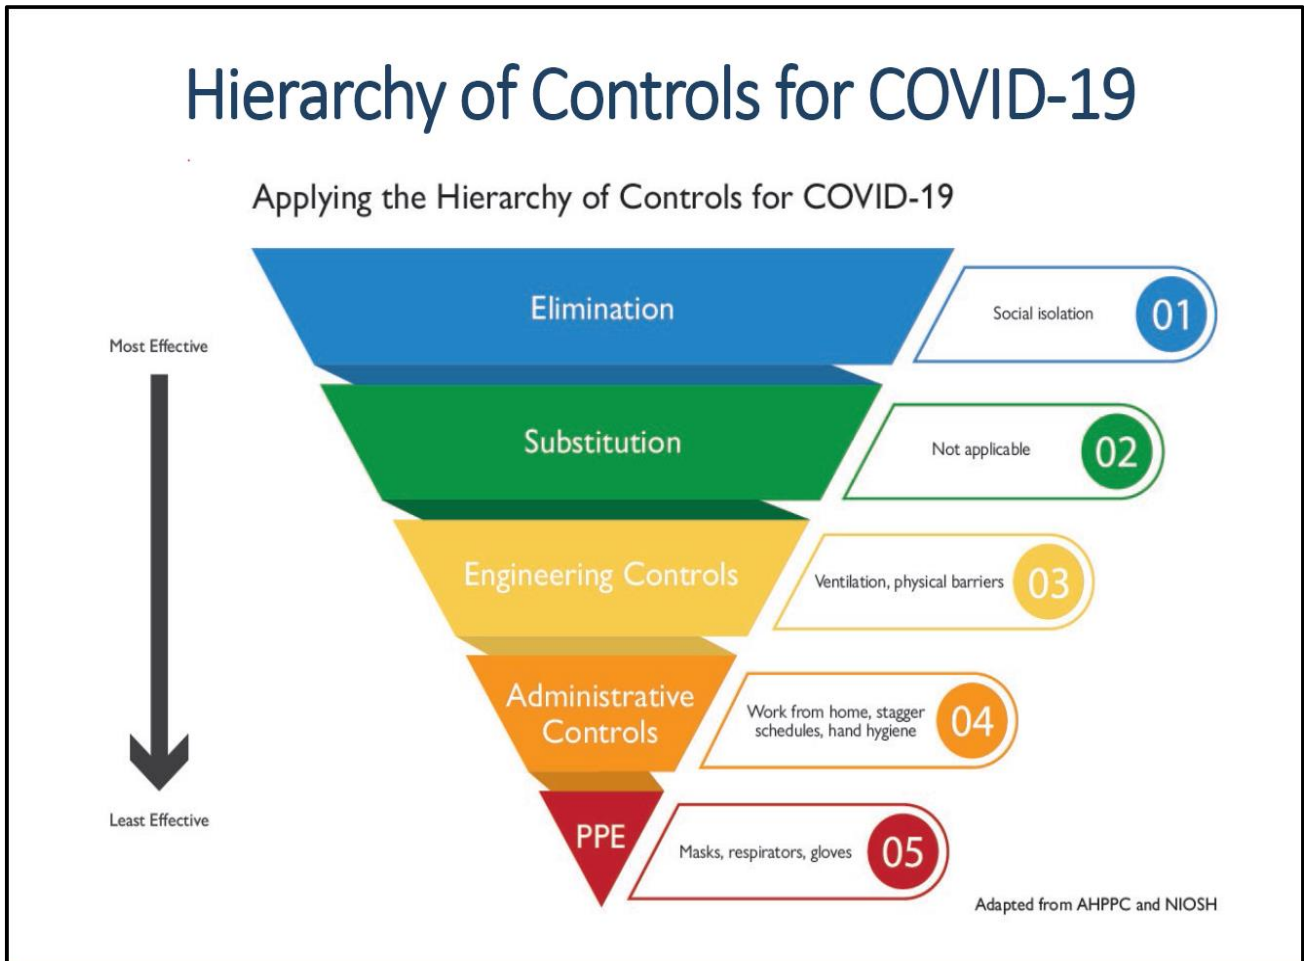 Hierarchy of Controls for COVID-19
Applying the Hierarchy of Controls for COVID-19
Most Effective
Least Effective
Elimination
Social isolation
01
Substitution
Not applicable
02
Engineering Controls
Ventilation, physical barriers
03
Administrative
Controls
Work from home, stagger
schedules, hand hygiene
04
PPE
Masks, respirators, gloves
05
Adapted from AHPPC and NIOSH